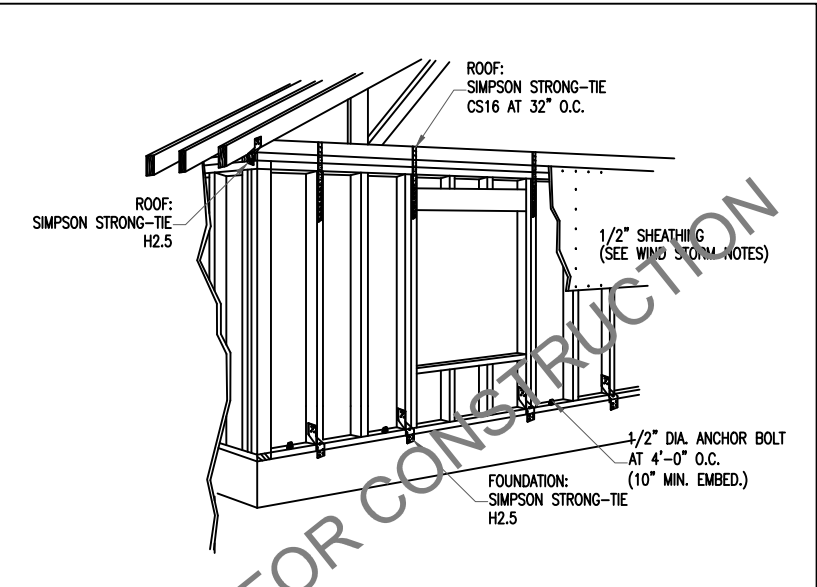 ROOF:
SIMPSON STRONG-TIE
CS16 AT 32" O.C.
ROOF:
SIMPSON STRONG-TIE
H2.5
1/2" SHEATHING
(SEE WIND STORM NOTES)
1/2" DIA. ANCHOR BOLT
AT 4'-0" O.C.
(10" MIN. EMBED.)
FOUNDATION:
SIMPSON STRONG-TIE
H2.5
FOR CONSTRUCTION